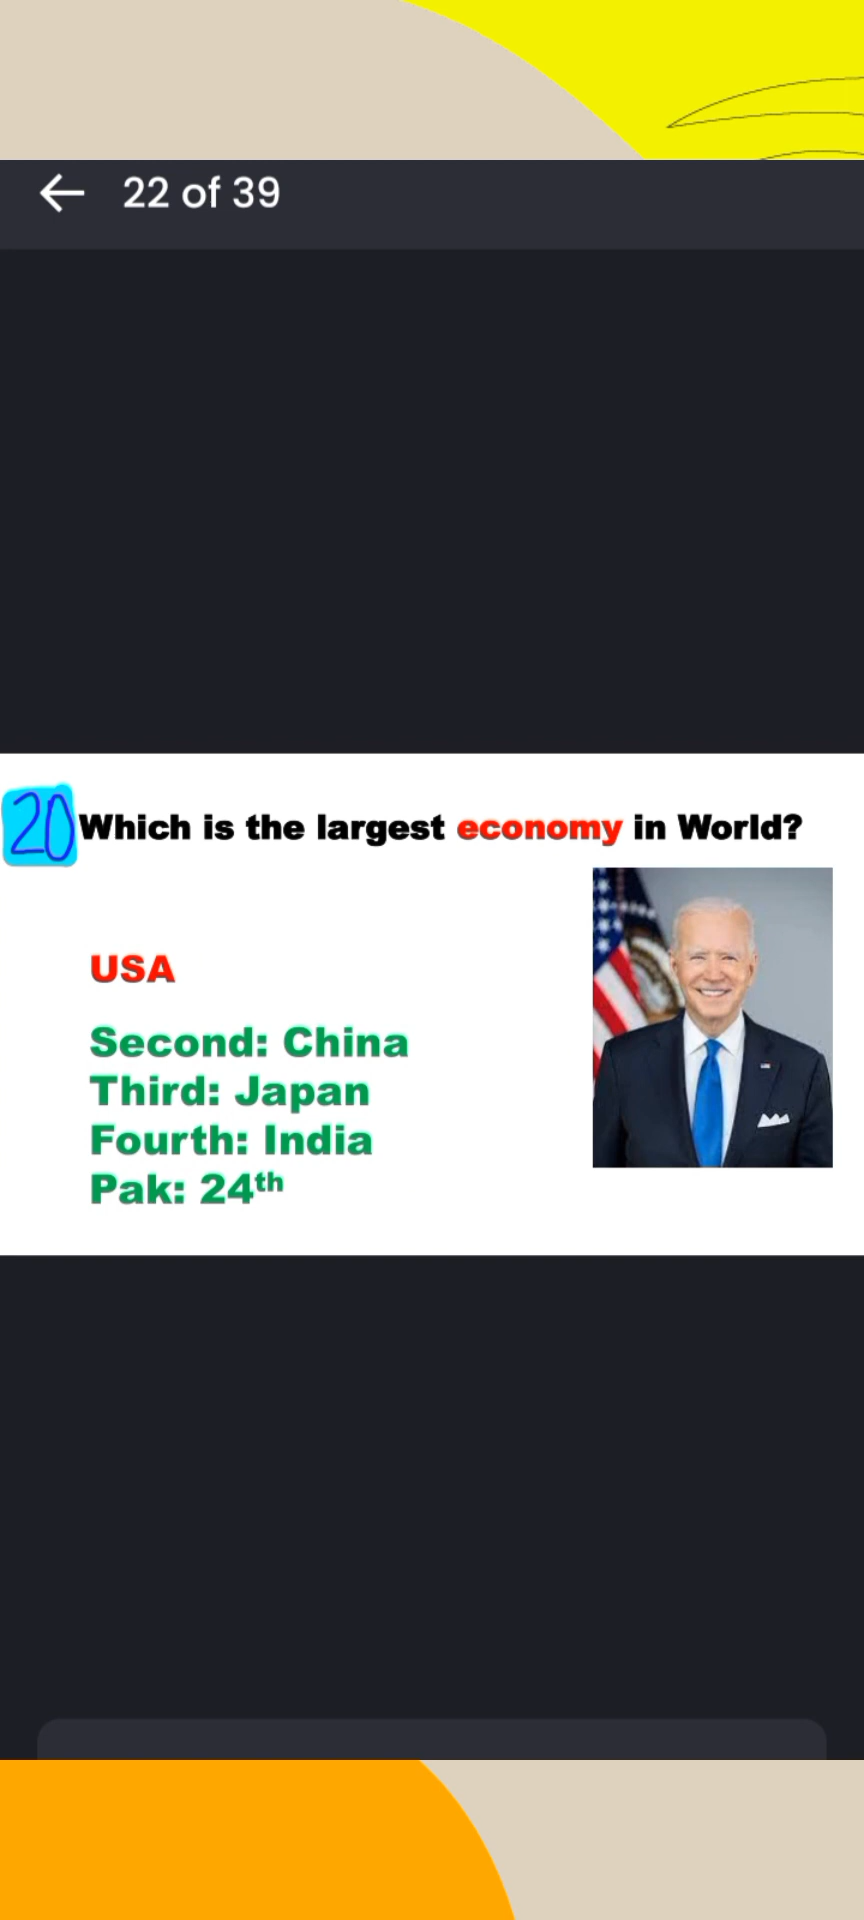 22 of 39
20 Which is the largest economy in World?
USA
Second: China
Third: Japan
Fourth: India
Pak: 24th